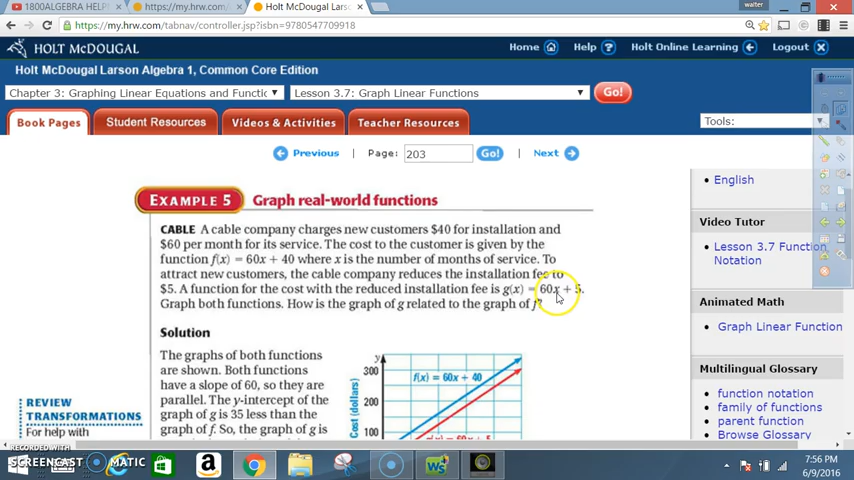 1800ALGEBRA HELP
https://my.hrw.com/tabnav/
Holt McDougal Lars
walter
https://my.hrw.com/tabnav/controller.jsp?isbn=9780547709918
HOLT McDOUGAL
Home
Help
Holt Online Learning
Logout
Holt McDougal Larson Algebra 1, Common Core Edition
Chapter 3: Graphing Linear Equations and Functic
Lesson 3.7: Graph Linear Functions
Go!
Book Pages
Student Resources
Videos & Activities
Teacher Resources
Tools:
Previous | Page: 203 Go! | Next
EXAMPLE 5 Graph real-world functions
CABLE A cable company charges new customers $40 for installation and
$60 per month for its service. The cost to the customer is given by the
function f(x) = 60x + 40 where x is the number of months of service. To
attract new customers, the cable company reduces the installation fee to
$5. A function for the cost with the reduced installation fee is g(x) = 60x + 5.
Graph both functions. How is the graph of g related to the graph of f?
Solution
The graphs of both functions
are shown. Both functions
have a slope of 60, so they are
parallel. The y-intercept of the
graph of g is 35 less than the
graph of f. So, the graph of g is
REVIEW
TRANSFORMATIONS
For help with
y
300
200
100
Cost (dollars)
f(x) = 60x + 40
g(x) = 60x + 5
English
Video Tutor
Lesson 3.7 Function
Notation
Animated Math
Graph Linear Function
Multilingual Glossary
function notation
family of functions
parent function
Browse Glossary
RECORDED WITH
SCREENCAST MATIC
7:56 PM
6/9/2016